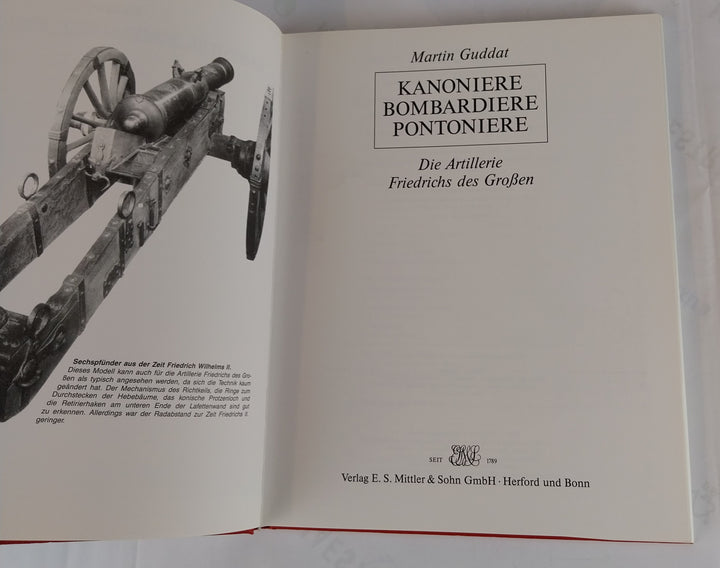 Sechspfünder aus der Zeit Friedrich Wilhelms II.
Dieses Modell kann auch für die Artillerie Friedrichs des Gro-
ßen als typisch angesehen werden, da sich die Technik kaum
geändert hat. Der Mechanismus des Richtkeils, die Ringe zum
Durchstecken der Hebebäume, das konische Protzenloch und
die Retirierhaken am unteren Ende der Lafettenwand sind gut
zu erkennen. Allerdings war der Radabstand zur Zeit Friedrichs II.
geringer.
Martin Guddat
KANONIERE
BOMBARDIERE
PONTONIERE
Die Artillerie
Friedrichs des Großen
SEIT 1789
Verlag E. S. Mittler & Sohn GmbH · Herford und Bonn